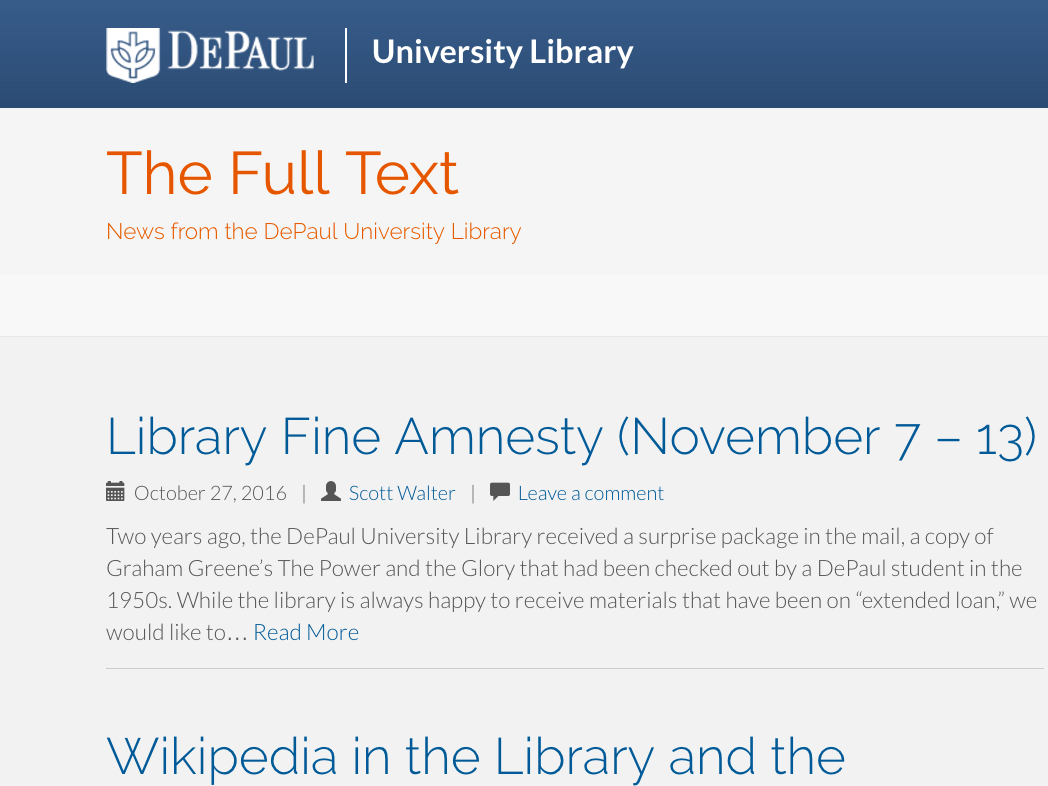 DEPAUL University Library
The Full Text
News from the DePaul University Library
Library Fine Amnesty (November 7 – 13)
October 27, 2016 | Scott Walter | Leave a comment
Two years ago, the DePaul University Library received a surprise package in the mail, a copy of
Graham Greene’s The Power and the Glory that had been checked out by a DePaul student in the
1950s. While the library is always happy to receive materials that have been on “extended loan,” we
would like to… Read More
Wikipedia in the Library and the